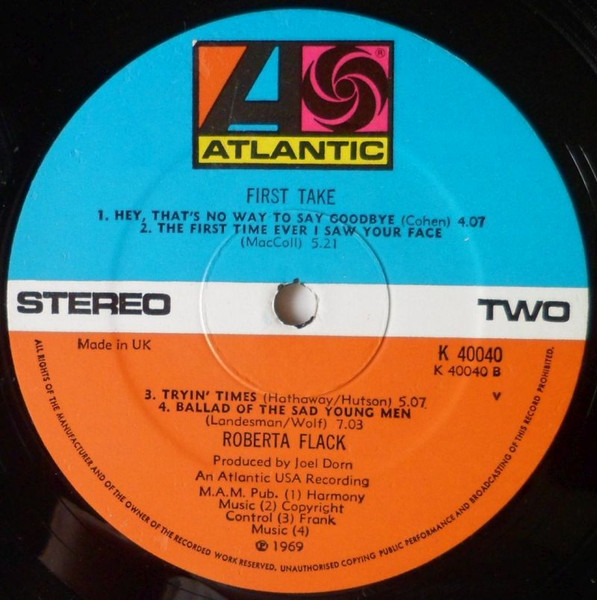 ATLANTIC
®
FIRST TAKE
1. HEY, THAT'S NO WAY TO SAY GOODBYE (Cohen) 4.07
2. THE FIRST TIME EVER I SAW YOUR FACE
(MacColl) 5.21
STEREO
TWO
Made in UK
K 40040
K 40040 B
3. TRYIN' TIMES (Hathaway/Hutson) 5.07
4. BALLAD OF THE SAD YOUNG MEN
(Landesman/Wolf) 7.03
ROBERTA FLACK
Produced by Joel Dorn
An Atlantic USA Recording
M.A.M. Pub. (1) Harmony
Music (2) Copyright
Control (3) Frank
Music (4)
℗ 1969
ALL RIGHTS OF THE MANUFACTURER AND OF THE OWNER OF THE RECORDED WORK RESERVED, UNAUTHORISED COPYING PUBLIC PERFORMANCE AND BROADCASTING OF THIS RECORD PROHIBITED.